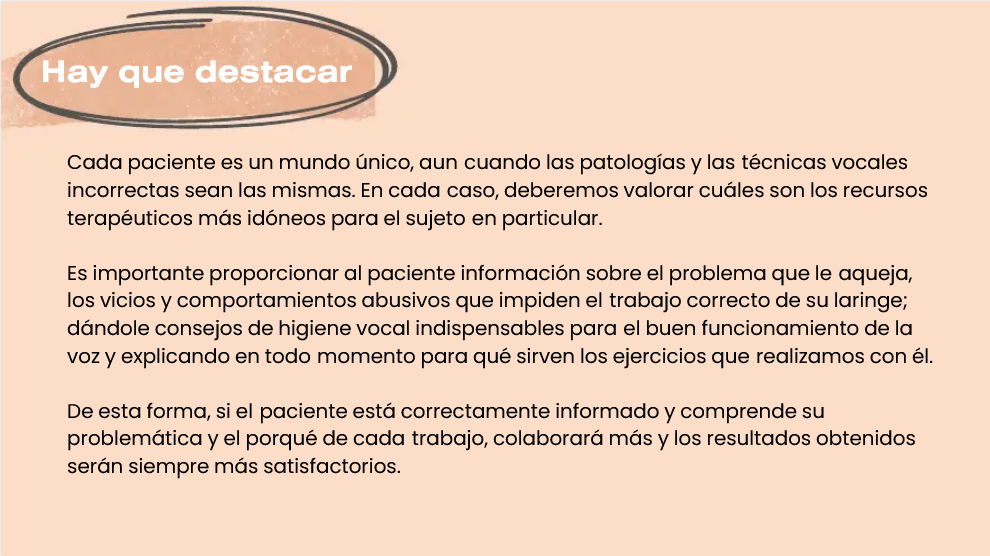 Hay que destacar
Cada paciente es un mundo único, aun cuando las patologías y las técnicas vocales
incorrectas sean las mismas. En cada caso, deberemos valorar cuáles son los recursos
terapéuticos más idóneos para el sujeto en particular.
Es importante proporcionar al paciente información sobre el problema que le aqueja,
los vicios y comportamientos abusivos que impiden el trabajo correcto de su laringe;
dándole consejos de higiene vocal indispensables para el buen funcionamiento de la
voz y explicando en todo momento para qué sirven los ejercicios que realizamos con él.
De esta forma, si el paciente está correctamente informado y comprende su
problemática y el porqué de cada trabajo, colaborará más y los resultados obtenidos
serán siempre más satisfactorios.